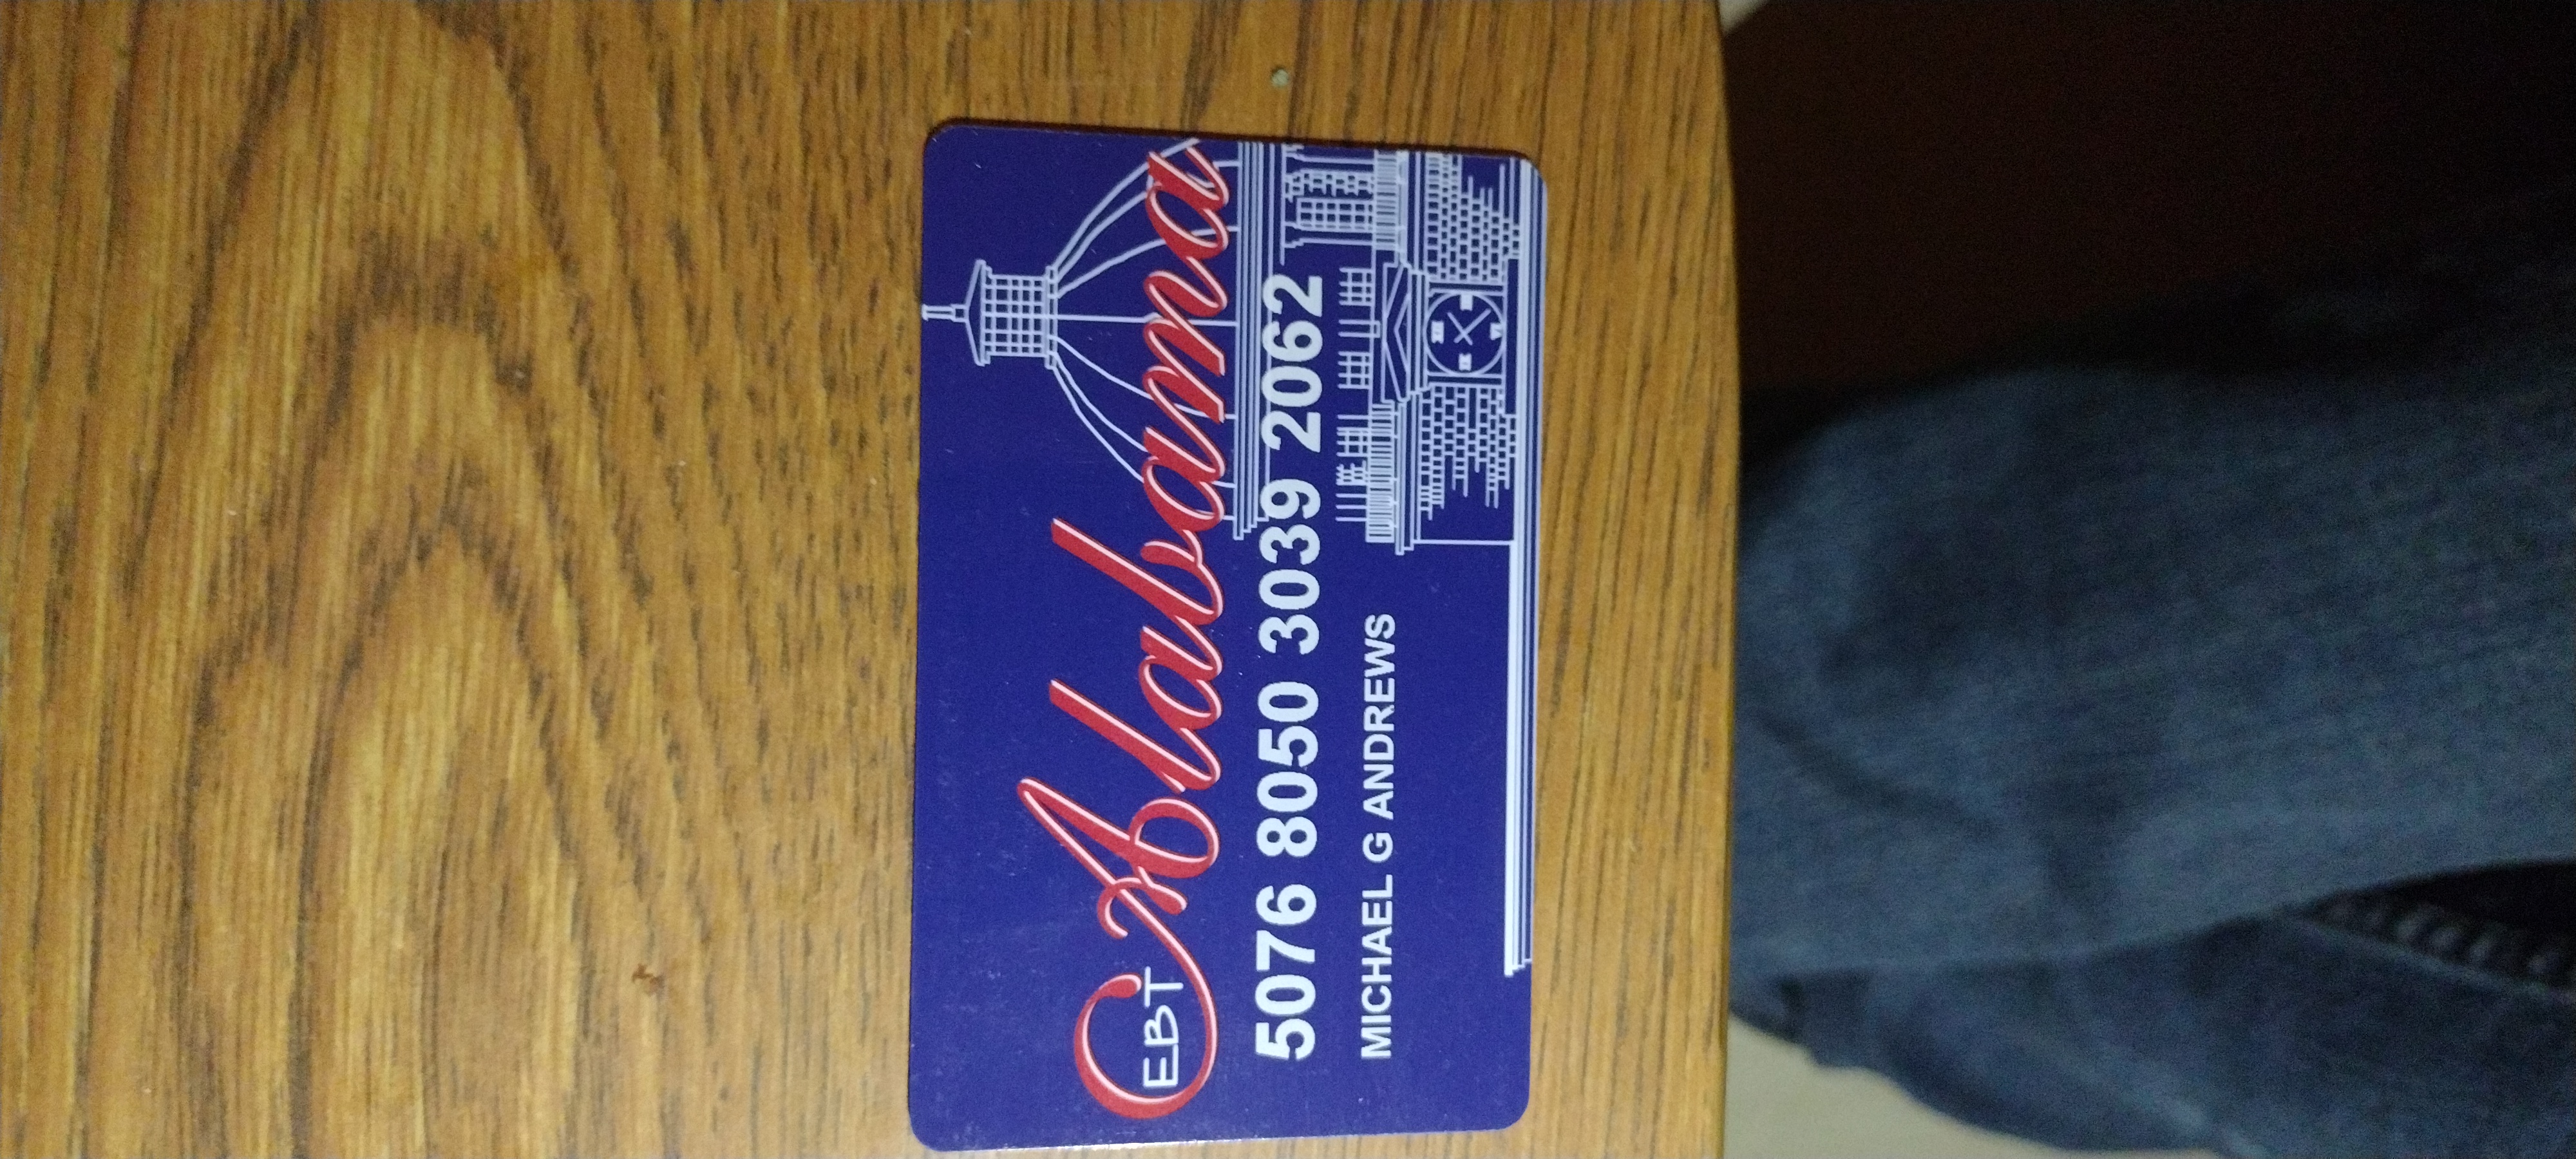 EBT Alabama
5076 8050 3039 2062
MICHAEL G ANDREWS